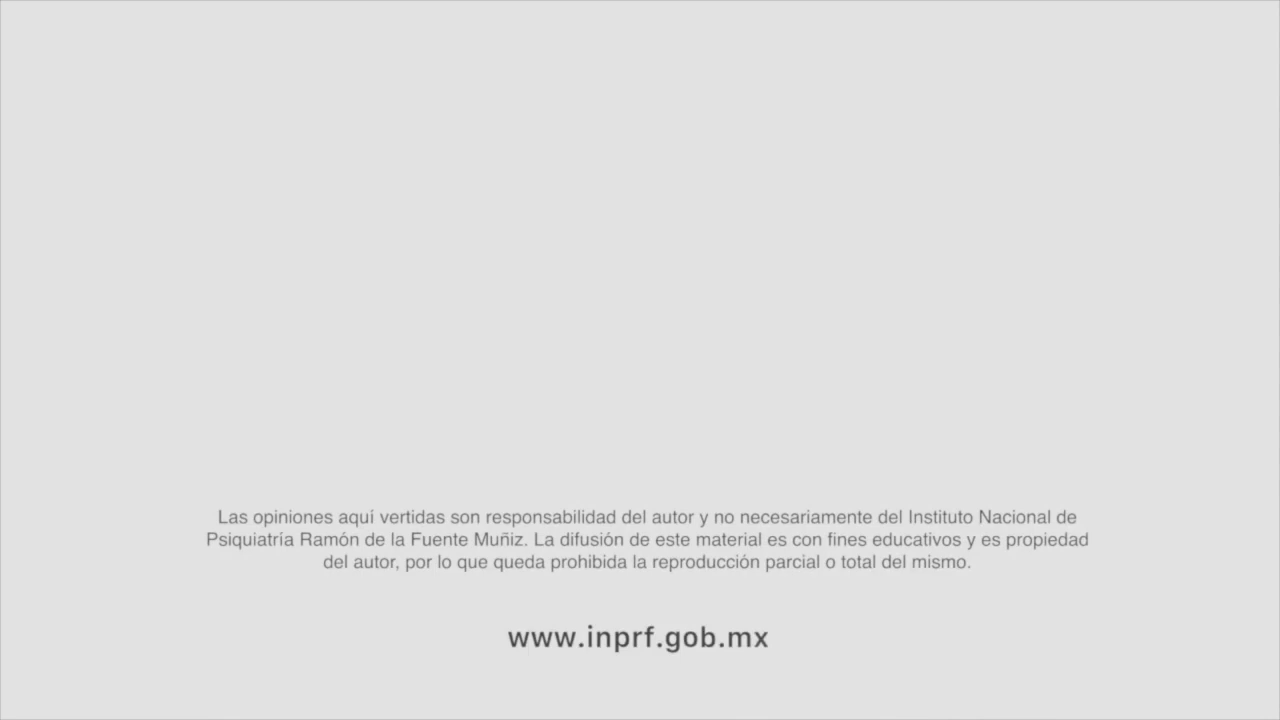 Las opiniones aquí vertidas son responsabilidad del autor y no necesariamente del Instituto Nacional de
Psiquiatría Ramón de la Fuente Muñiz. La difusión de este material es con fines educativos y es propiedad
del autor, por lo que queda prohibida la reproducción parcial o total del mismo.
www.inprf.gob.mx